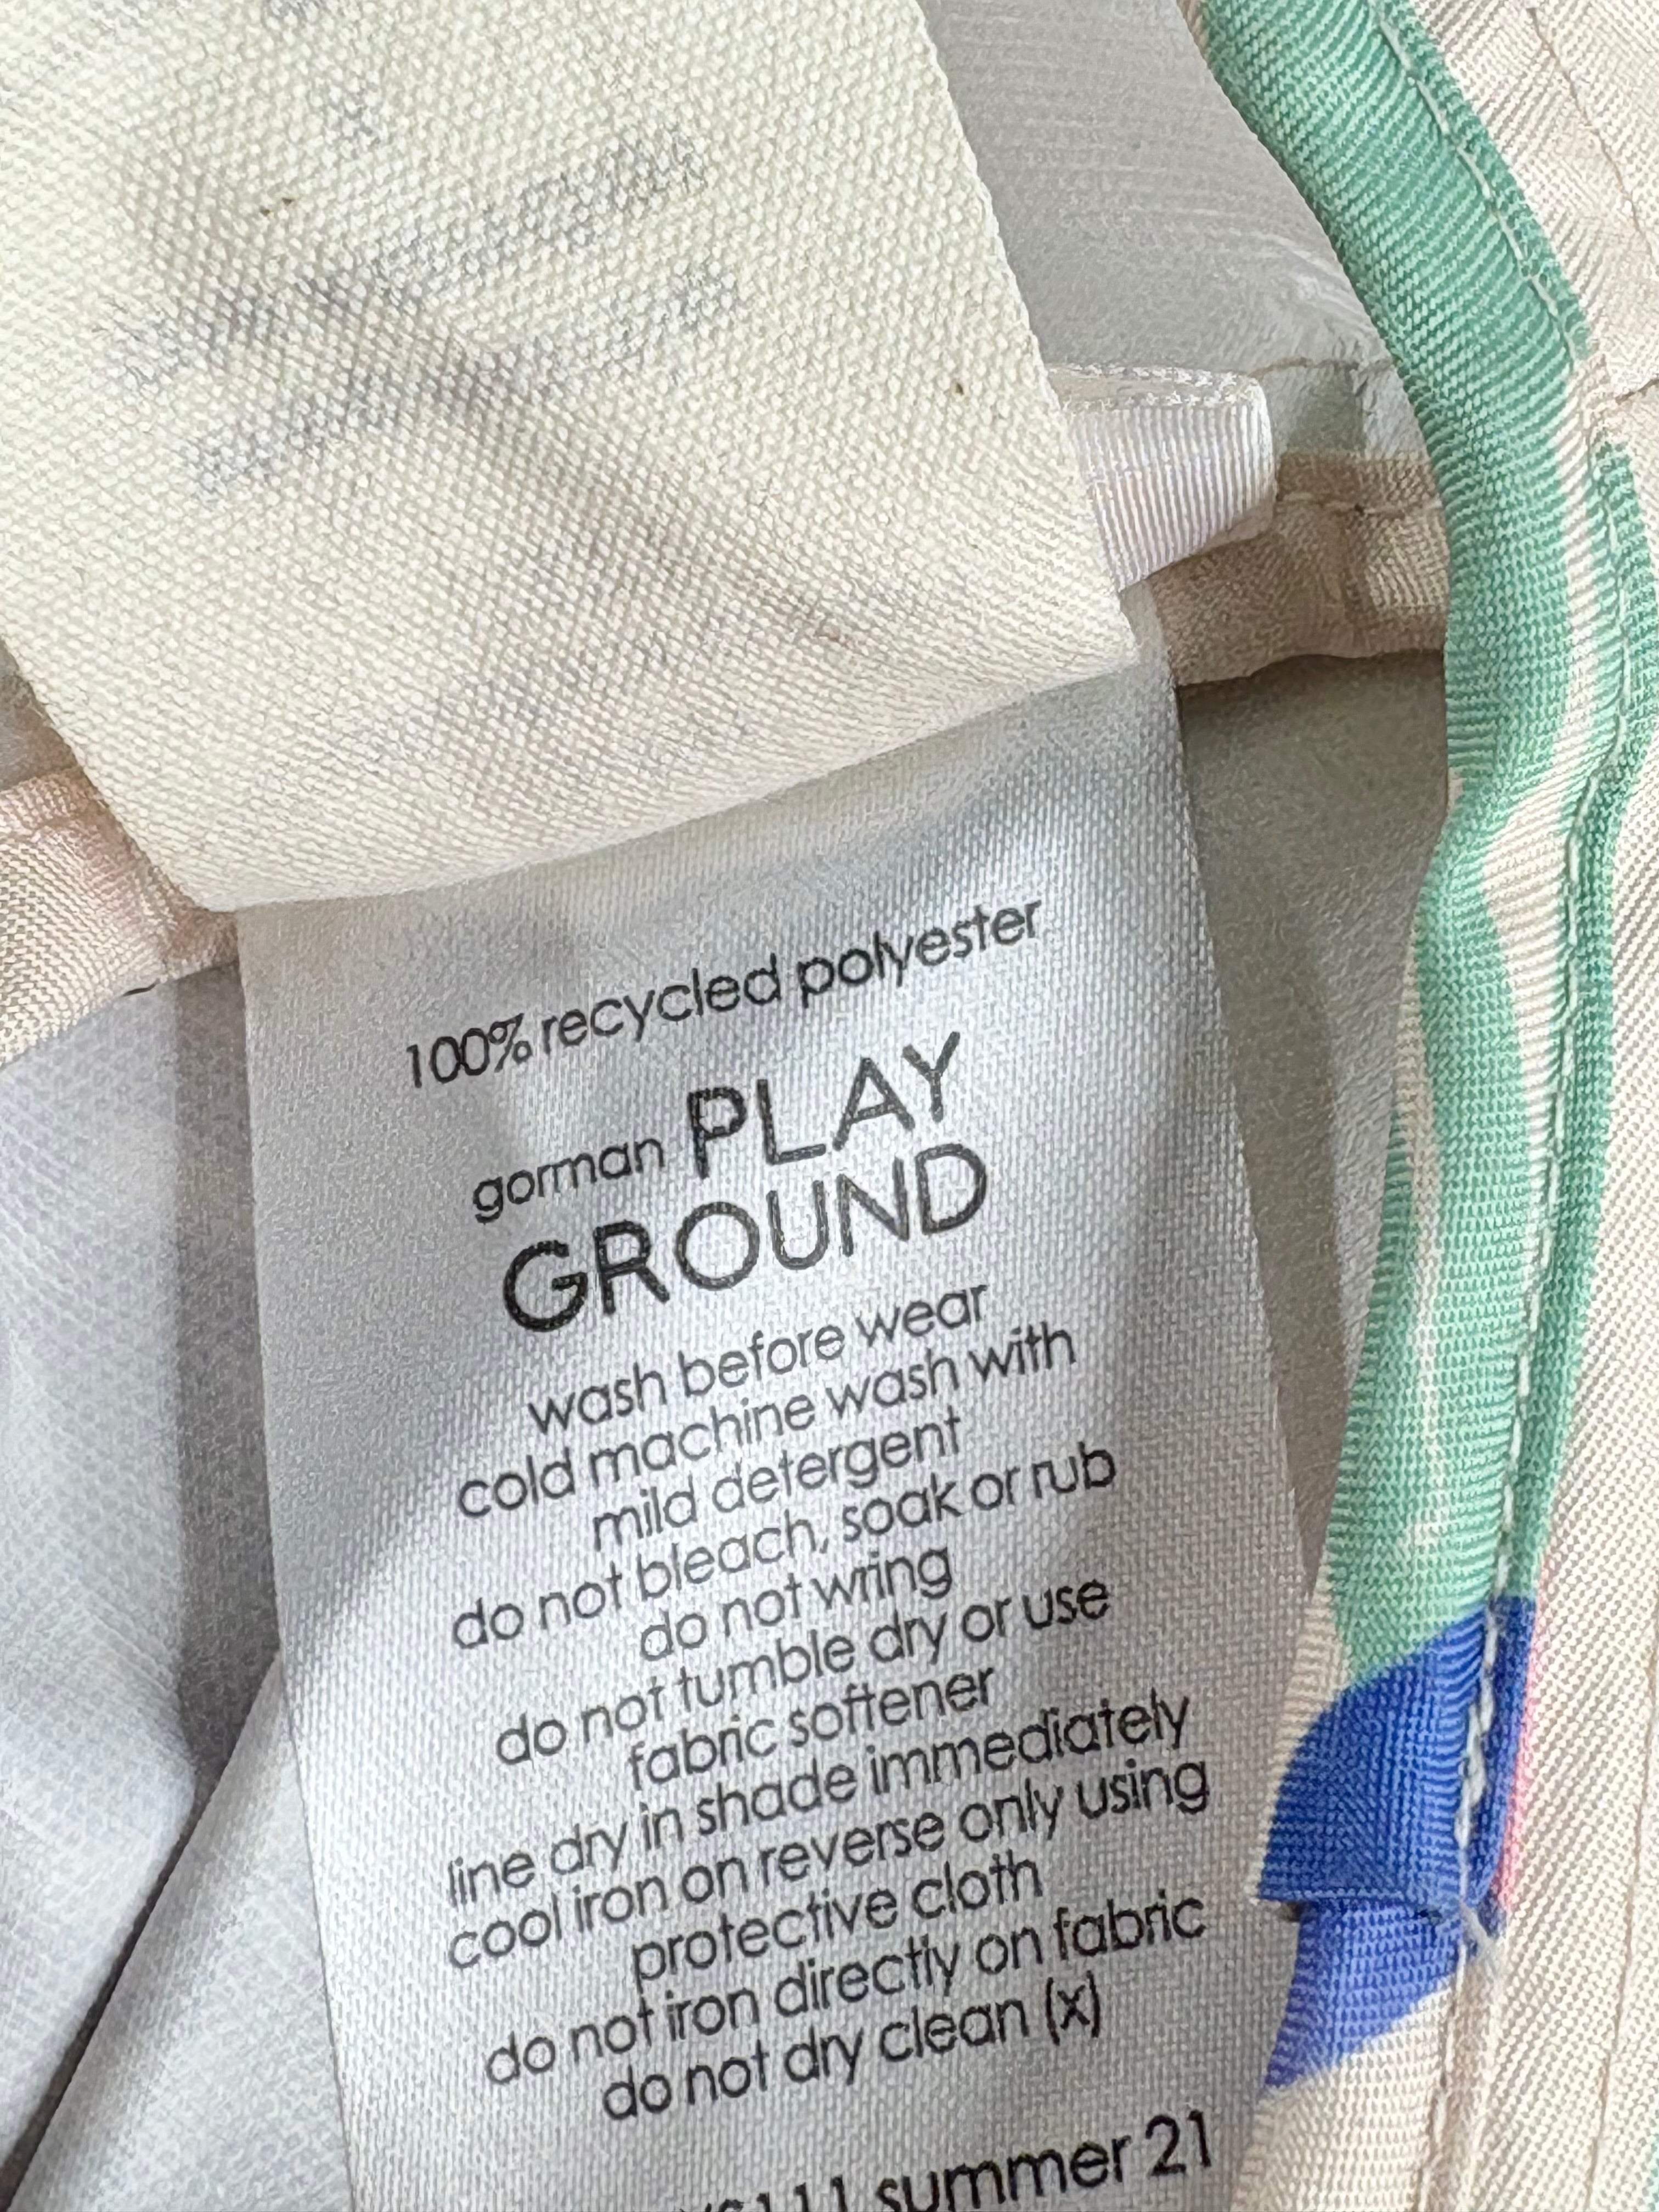 100% recycled polyester
gorman PLAY
GROUND
wash before wear
cold machine wash with
mild detergent
do not bleach, soak or rub
do not wring
do not tumble dry or use
fabric softener
line dry in shade immediately
cool iron on reverse only using
protective cloth
do not iron directly on fabric
do not dry clean (x)
summer 21